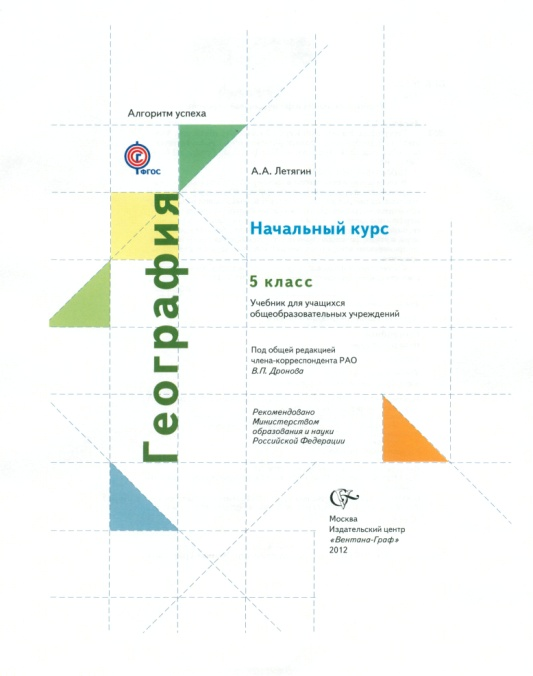 Алгоритм успеха
ФГОС
А.А. Летягин
География
Начальный курс
5 класс
Учебник для учащихся
общеобразовательных учреждений
Под общей редакцией
члена-корреспондента РАО
В.П. Дронова
Рекомендовано
Министерством
образования и науки
Российской Федерации
Москва
Издательский центр
«Вентана-Граф»
2012